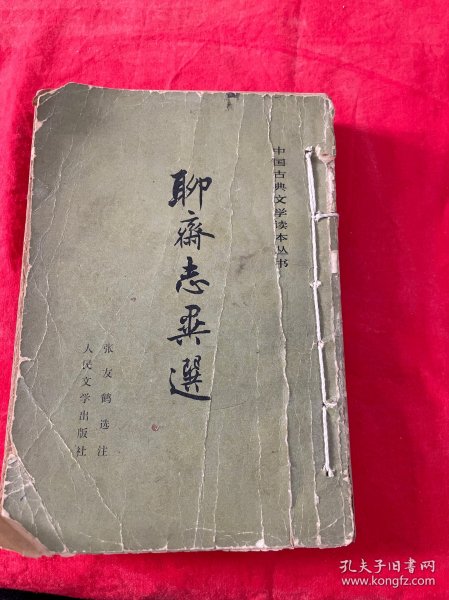 中国古典文学读本丛书
聊齋志異選
张友鹤选注
人民文学出版社
孔夫子旧书网
www.kongfz.com